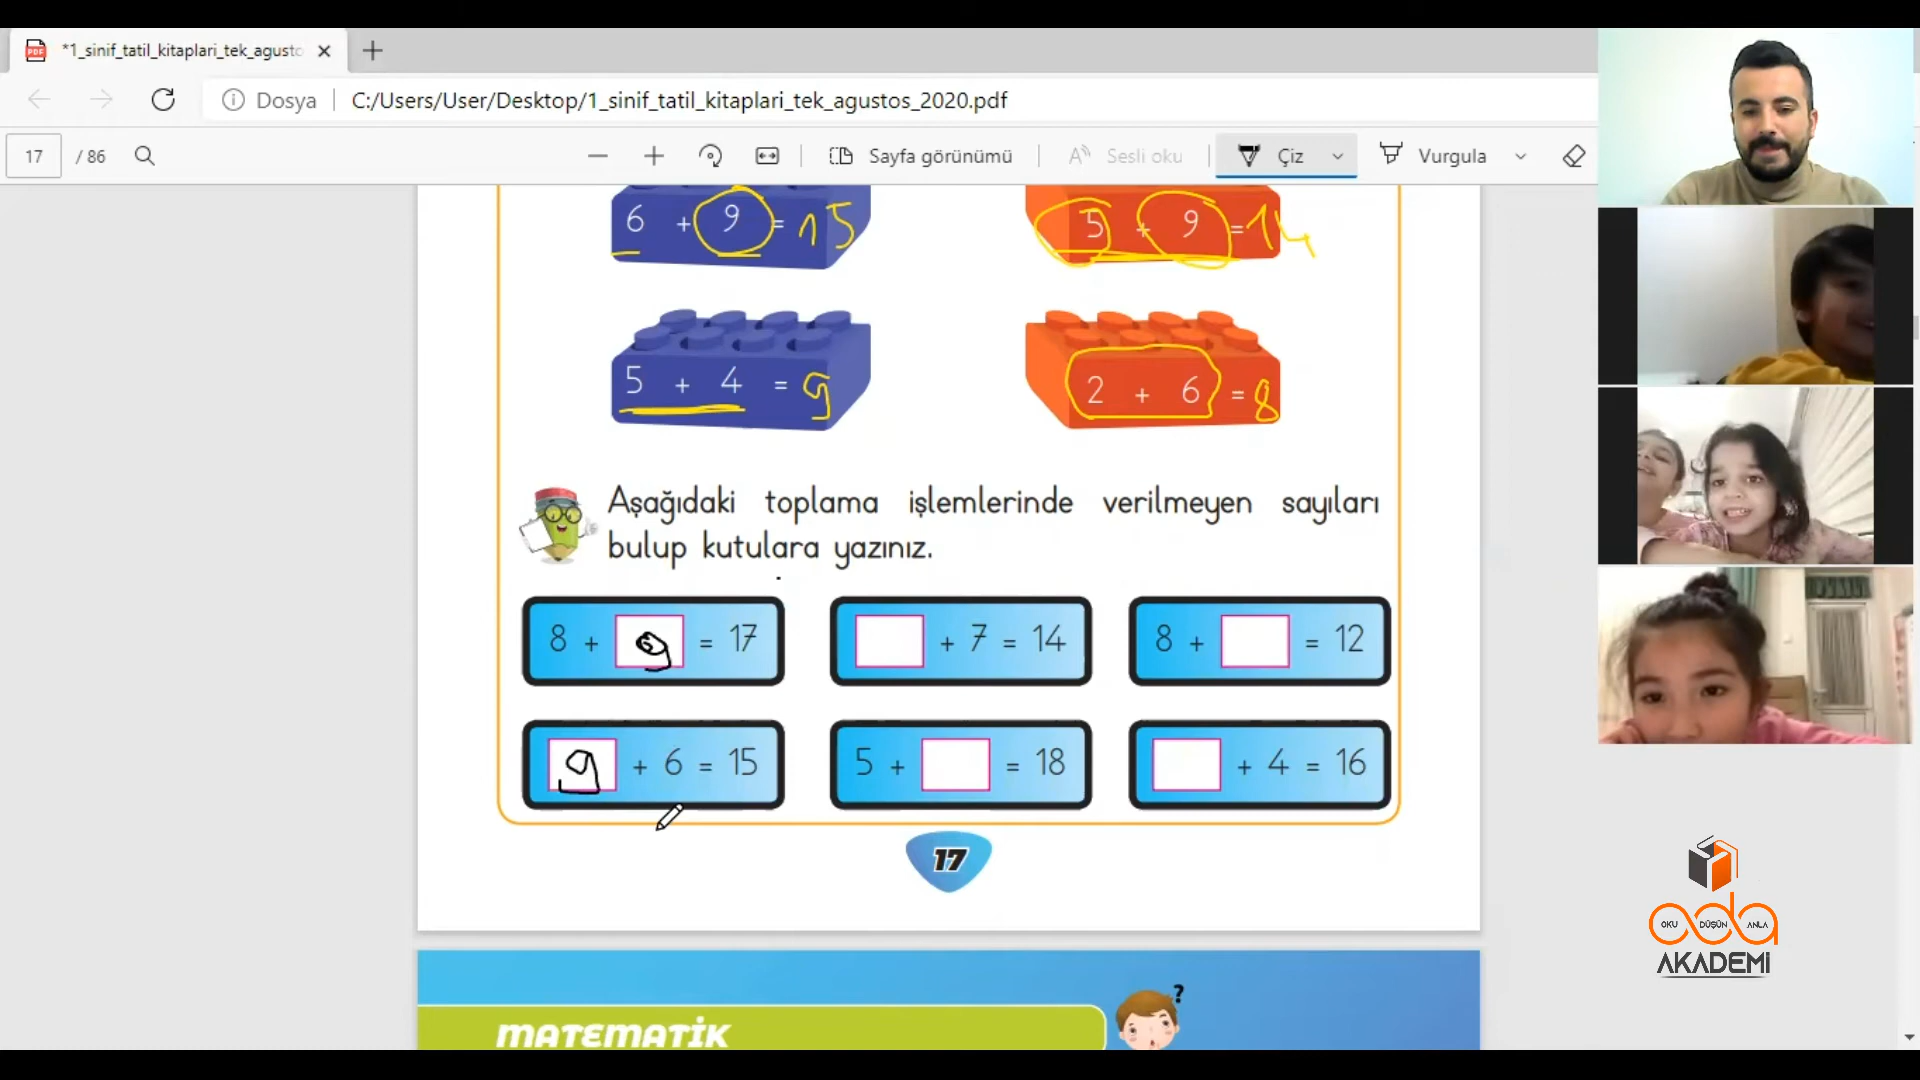 *1_sinif_tatil_kitaplari_tek_agusto
Dosya C:/Users/User/Desktop/1_sinif_tatil_kitaplari_tek_agustos_2020.pdf
17 / 86 Sayfa görünümü Sesli oku Çiz Vurgula
6 + 9 = 15
5 + 9 = 14
5 + 4 = 9
2 + 6 = 8
Aşağıdaki toplama işlemlerinde verilmeyen sayıları
bulup kutulara yazınız.
8 + 9 = 17
+ 7 = 14
8 + = 12
9 + 6 = 15
5 + = 18
+ 4 = 16
17
MATEMATİK
?
oda
OKU DÜŞÜN ANLA
AKADEMİ